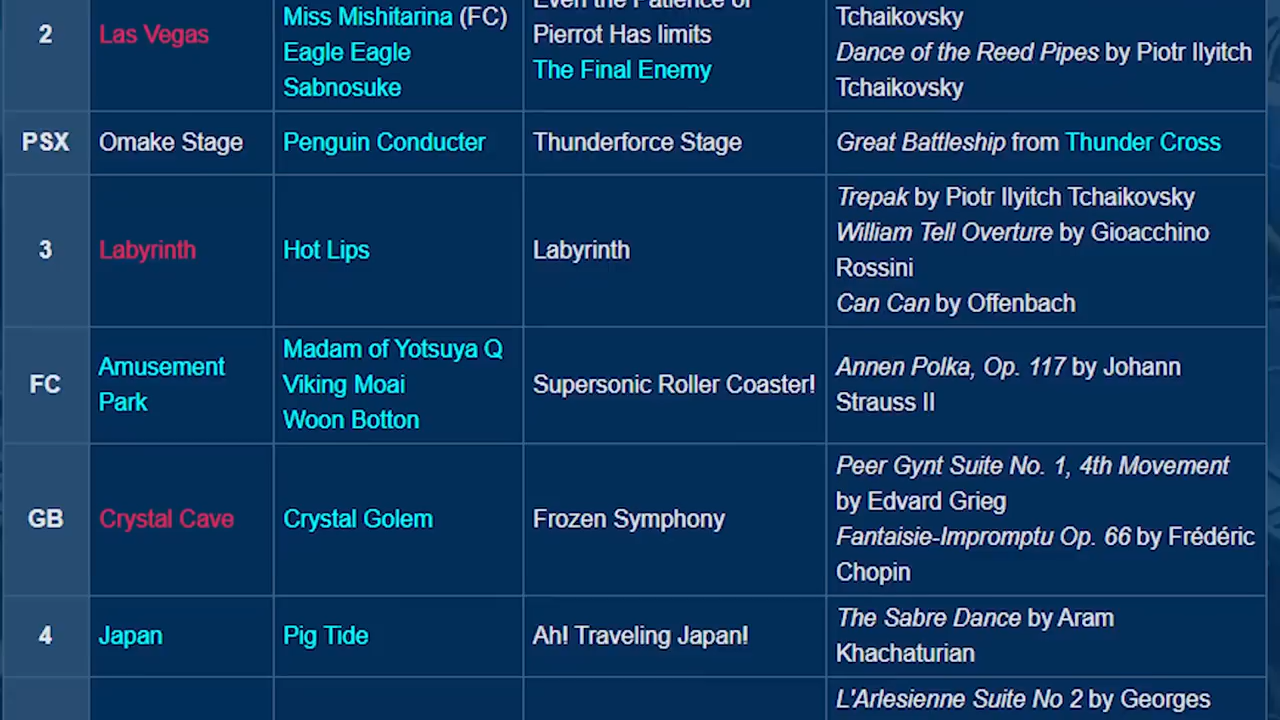 2
Las Vegas
Miss Mishitarina (FC)
Eagle Eagle
Sabnosuke
Even the Patience of
Pierrot Has limits
The Final Enemy
Tchaikovsky
Dance of the Reed Pipes by Piotr Ilyitch
Tchaikovsky
PSX
Omake Stage
Penguin Conducter
Thunderforce Stage
Great Battleship from Thunder Cross
3
Labyrinth
Hot Lips
Labyrinth
Trepak by Piotr Ilyitch Tchaikovsky
William Tell Overture by Gioacchino
Rossini
Can Can by Offenbach
FC
Amusement
Park
Madam of Yotsuya Q
Viking Moai
Woon Botton
Supersonic Roller Coaster!
Annen Polka, Op. 117 by Johann
Strauss II
GB
Crystal Cave
Crystal Golem
Frozen Symphony
Peer Gynt Suite No. 1, 4th Movement
by Edvard Grieg
Fantaisie-Impromptu Op. 66 by Frédéric
Chopin
4
Japan
Pig Tide
Ah! Traveling Japan!
The Sabre Dance by Aram
Khachaturian
L'Arlesienne Suite No 2 by Georges